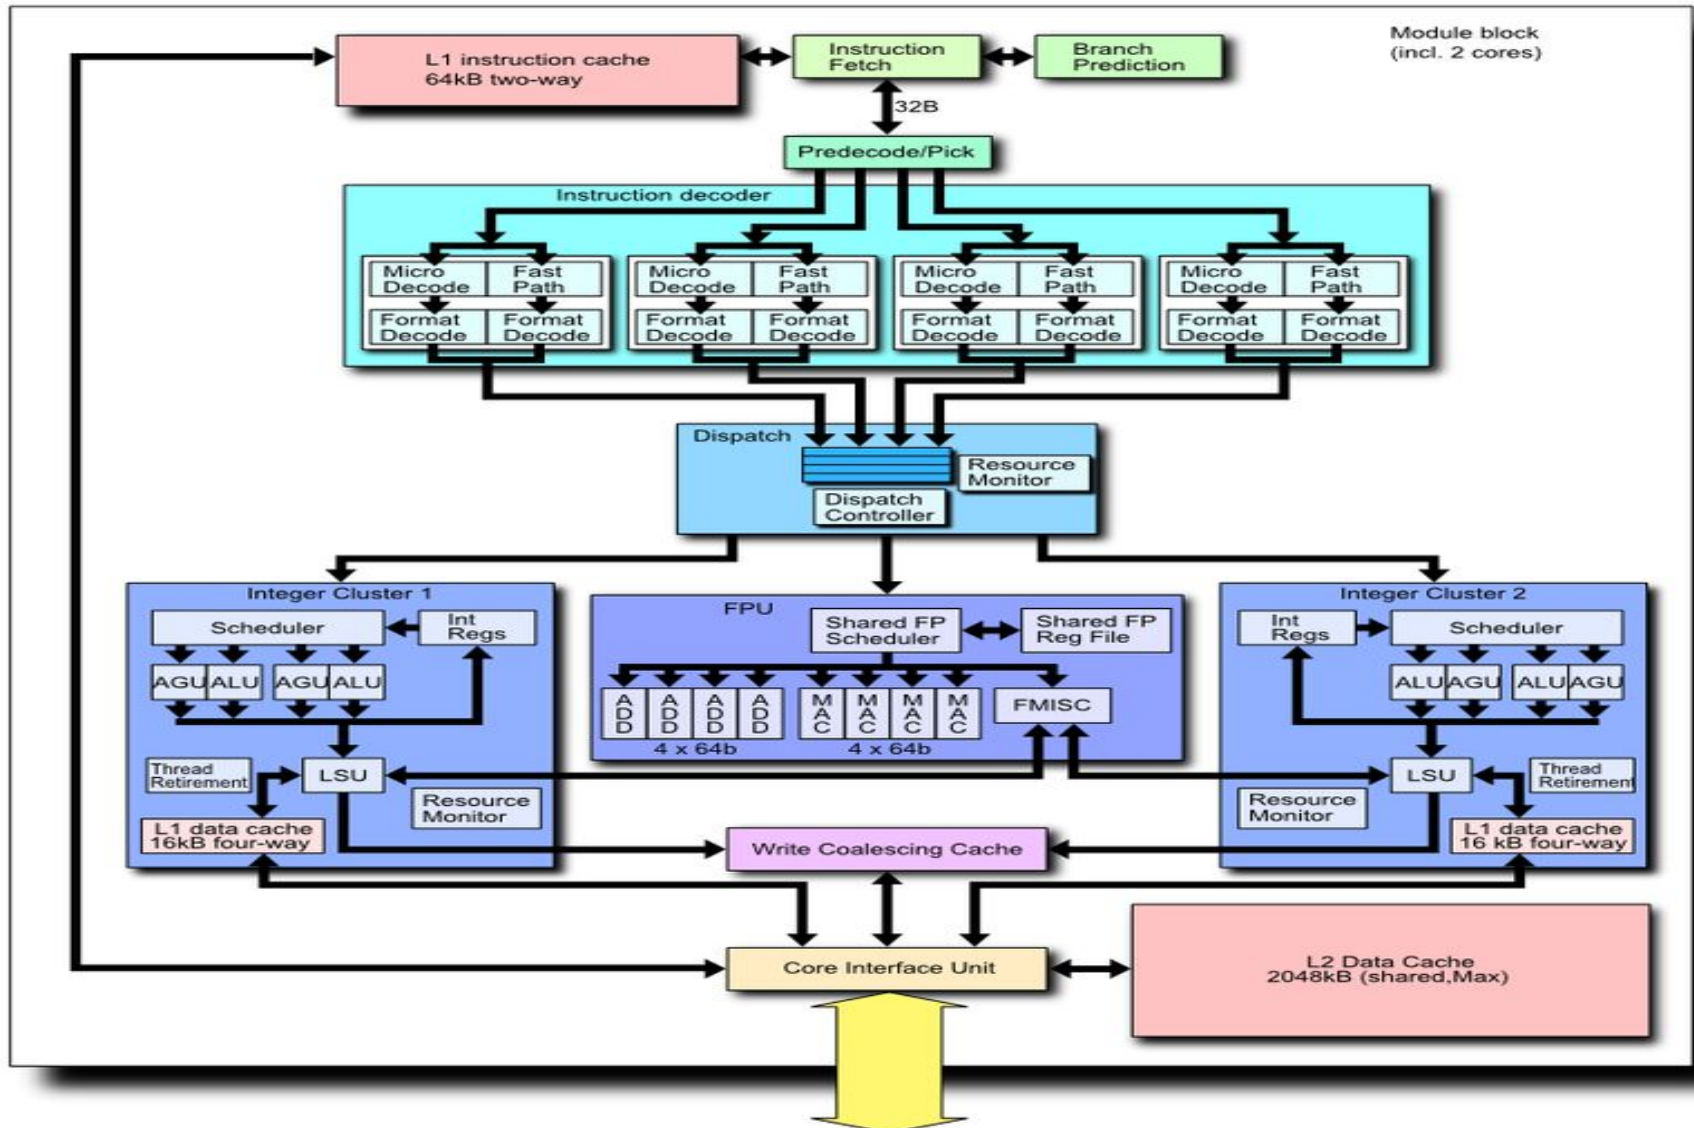 Module block
(incl. 2 cores)
L1 instruction cache
64kB two-way
Instruction
Fetch
Branch
Prediction
32B
Predecode/Pick
Instruction decoder
Micro
Decode
Fast
Path
Format
Decode
Format
Decode
Micro
Decode
Fast
Path
Format
Decode
Format
Decode
Micro
Decode
Fast
Path
Format
Decode
Format
Decode
Micro
Decode
Fast
Path
Format
Decode
Format
Decode
Dispatch
Resource
Monitor
Dispatch
Controller
Integer Cluster 1
Scheduler
Int
Regs
AGU
ALU
AGU
ALU
Thread
Retirement
LSU
Resource
Monitor
L1 data cache
16kB four-way
FPU
Shared FP
Scheduler
Shared FP
Reg File
ADD
ADD
ADD
ADD
4 x 64b
MAC
MAC
MAC
MAC
4 x 64b
FMISC
Integer Cluster 2
Int
Regs
Scheduler
ALU
AGU
ALU
AGU
LSU
Thread
Retirement
Resource
Monitor
L1 data cache
16 kB four-way
Write Coalescing Cache
Core Interface Unit
L2 Data Cache
2048kB (shared,Max)